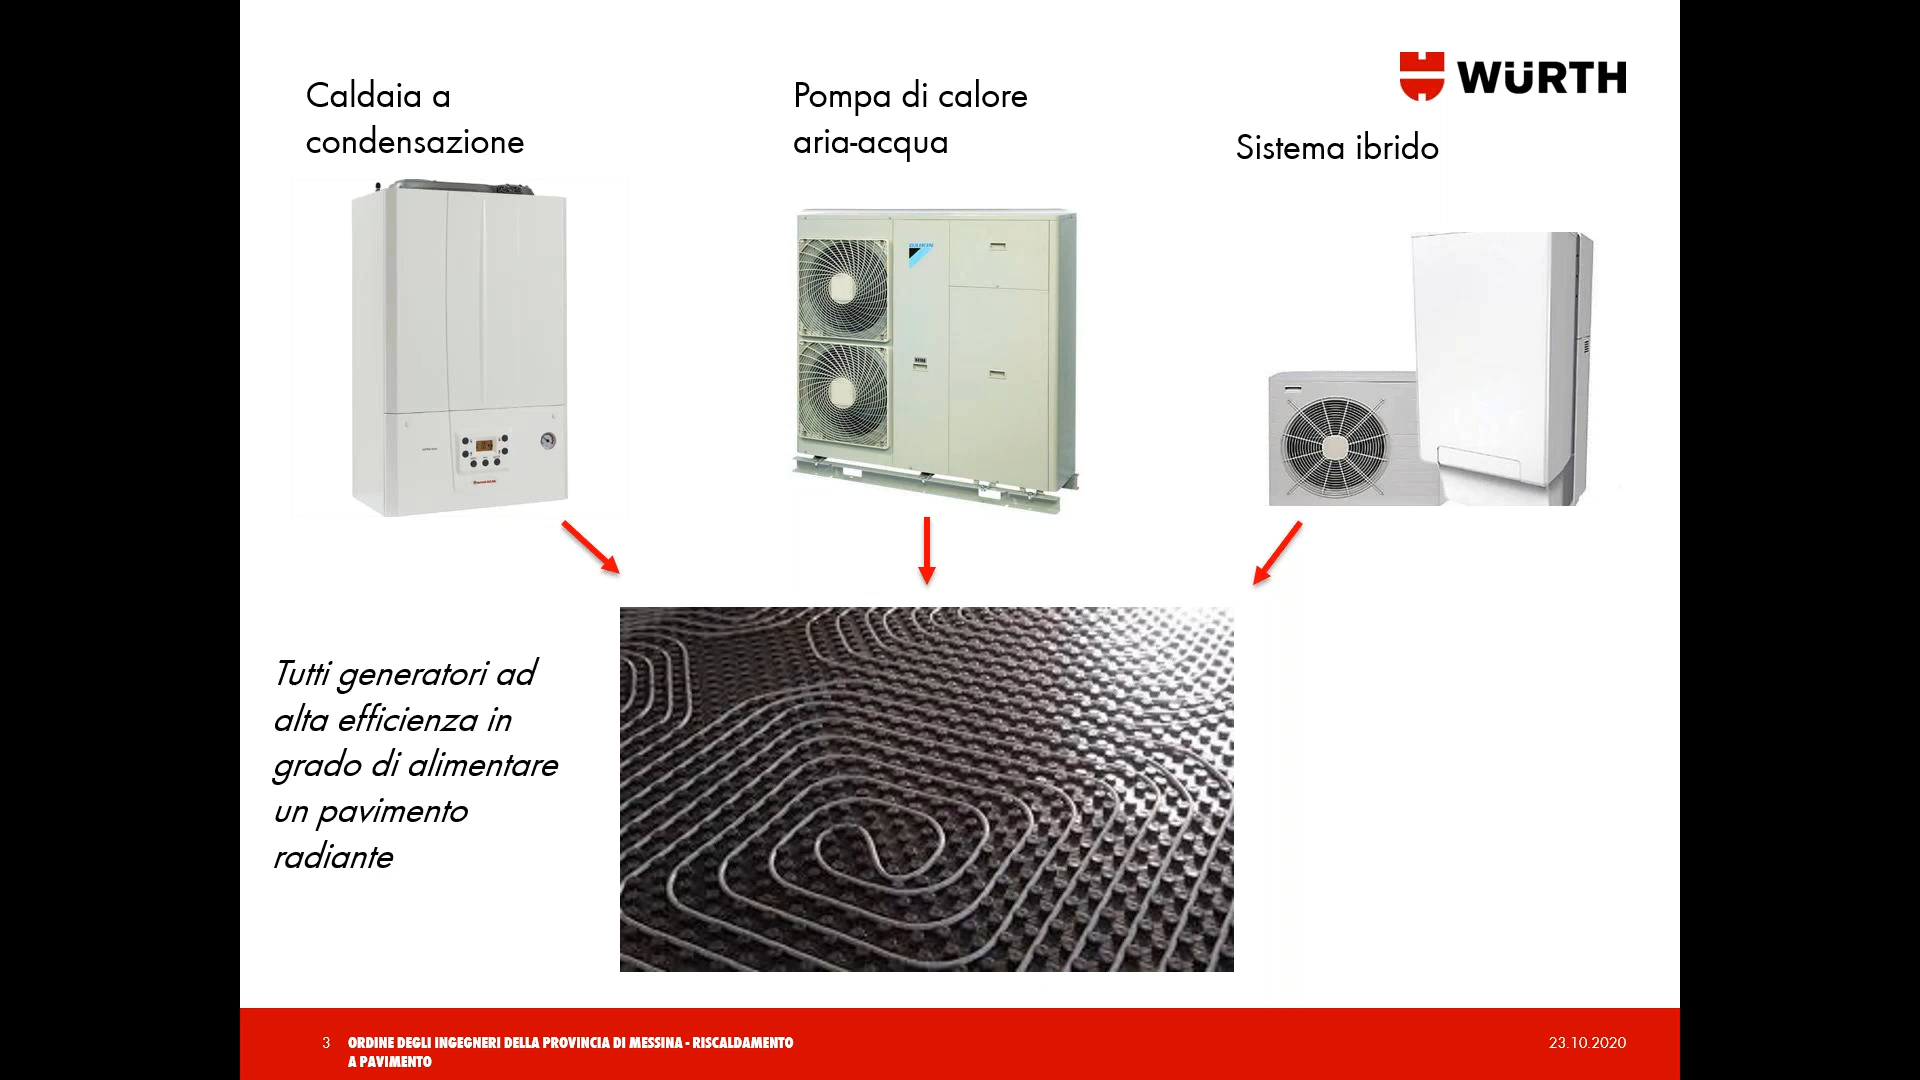 Caldaia a
condensazione
Pompa di calore
aria-acqua
WÜRTH
Sistema ibrido
DAIKIN
Tutti generatori ad
alta efficienza in
grado di alimentare
un pavimento
radiante
3
ORDINE DEGLI INGEGNERI DELLA PROVINCIA DI MESSINA - RISCALDAMENTO
A PAVIMENTO
23.10.2020